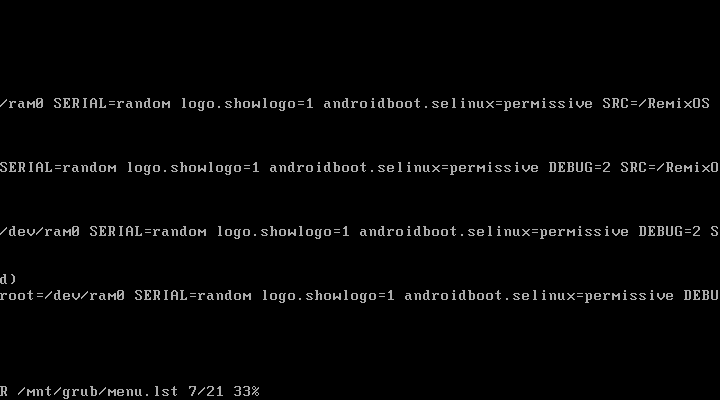 /ram0 SERIAL=random logo.showlogo=1 androidboot.selinux=permissive SRC=/RemixOS
SERIAL=random logo.showlogo=1 androidboot.selinux=permissive DEBUG=2 SRC=/RemixO
/dev/ram0 SERIAL=random logo.showlogo=1 androidboot.selinux=permissive DEBUG=2 S
d)
root=/dev/ram0 SERIAL=random logo.showlogo=1 androidboot.selinux=permissive DEBU
R /mnt/grub/menu.lst 7/21 33%